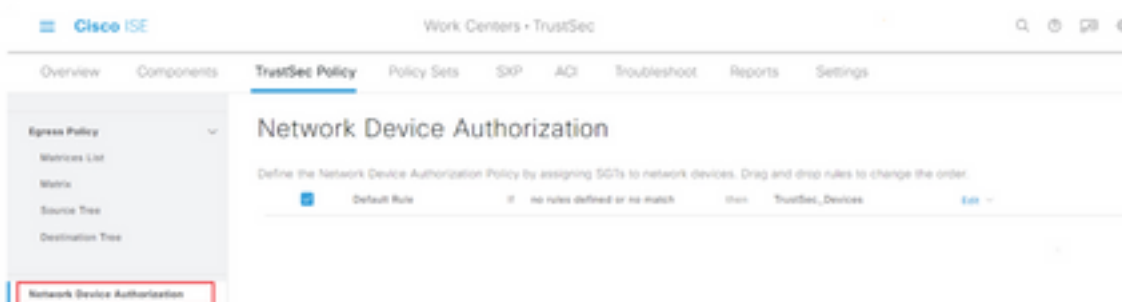 Cisco ISE
Work Centers • TrustSec
Overview Components TrustSec Policy Policy Sets SXP ACI Troubleshoot Reports Settings
Egress Policy
Matrices List
Matrix
Source Tree
Destination Tree
Network Device Authorization
Network Device Authorization
Define the Network Device Authorization Policy by assigning SGTs to network devices. Drag and drop rules to change the order.
Default Rule If no rules defined or no match then TrustSec_Devices Edit